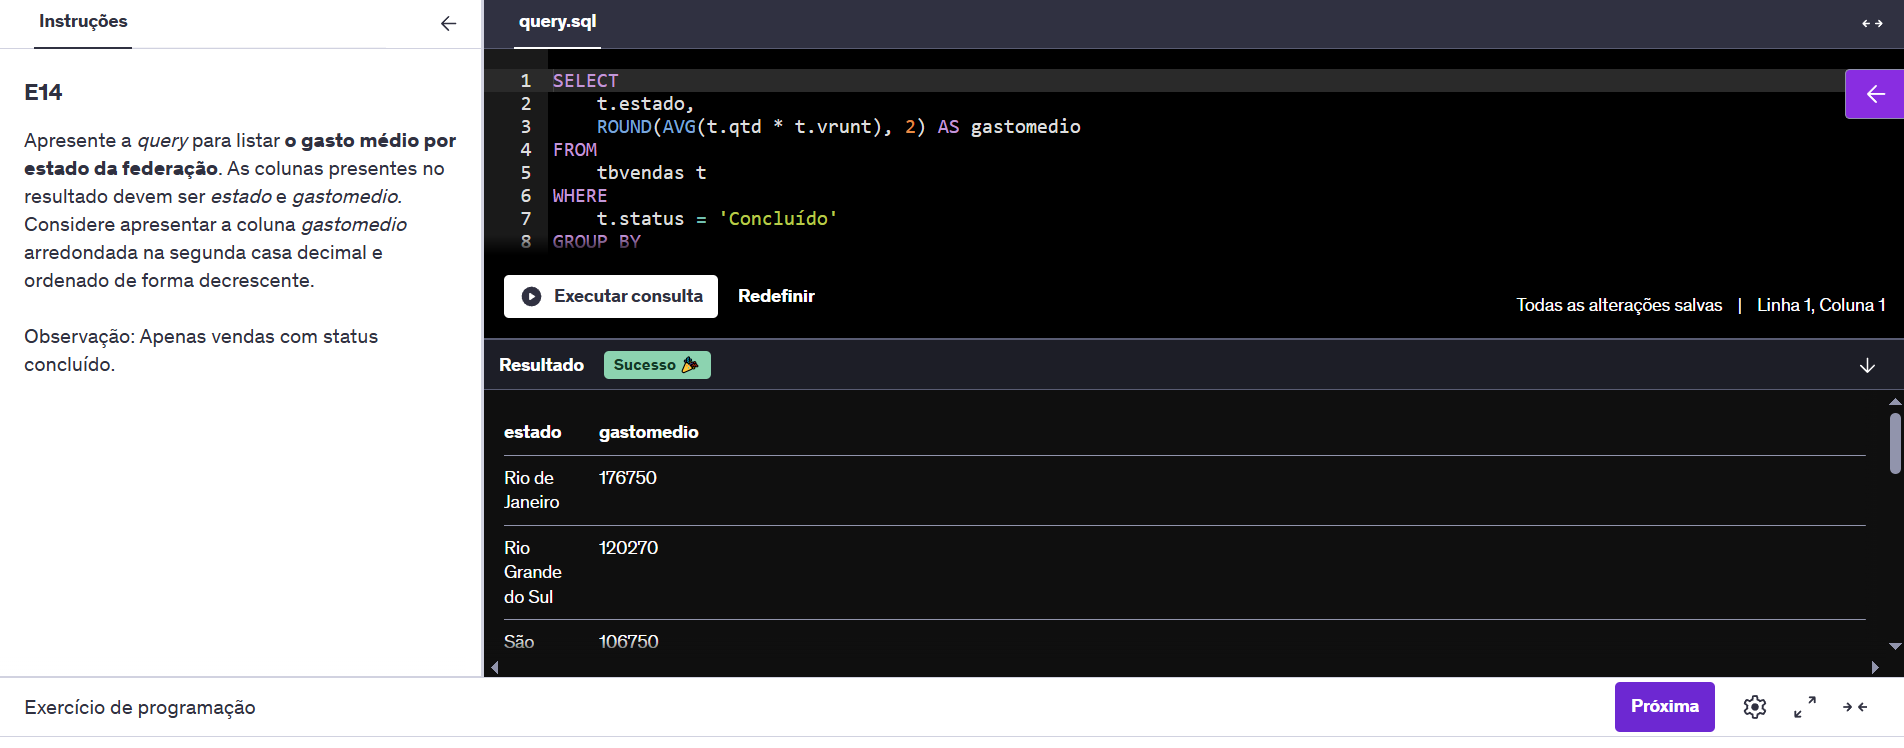 Instruções
E14
Apresente a query para listar o gasto médio por
estado da federação. As colunas presentes no
resultado devem ser estado e gastomedio.
Considere apresentar a coluna gastomedio
arredondada na segunda casa decimal e
ordenado de forma decrescente.
Observação: Apenas vendas com status
concluído.
query.sql
1 SELECT
2 t.estado,
3 ROUND(AVG(t.qtd * t.vrunt), 2) AS gastomedio
4 FROM
5 tbvendas t
6 WHERE
7 t.status = 'Concluído'
8 GROUP BY
Executar consulta Redefinir
Todas as alterações salvas | Linha 1, Coluna 1
Resultado Sucesso
estado gastomedio
Rio de 176750
Janeiro
Rio 120270
Grande
do Sul
São 106750
Exercício de programação
Próxima